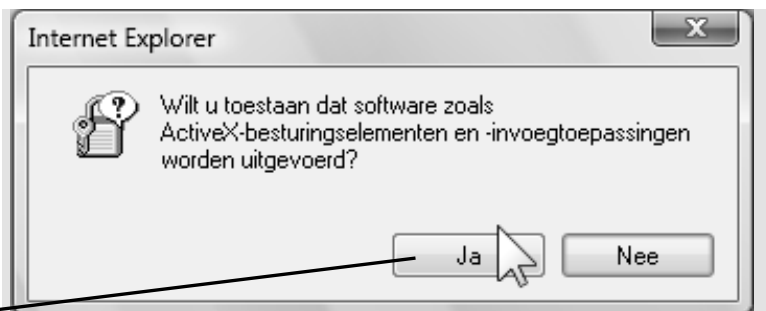 Internet Explorer
Wilt u toestaan dat software zoals
ActiveX-besturingselementen en -invoegtoepassingen
worden uitgevoerd?
Ja
Nee